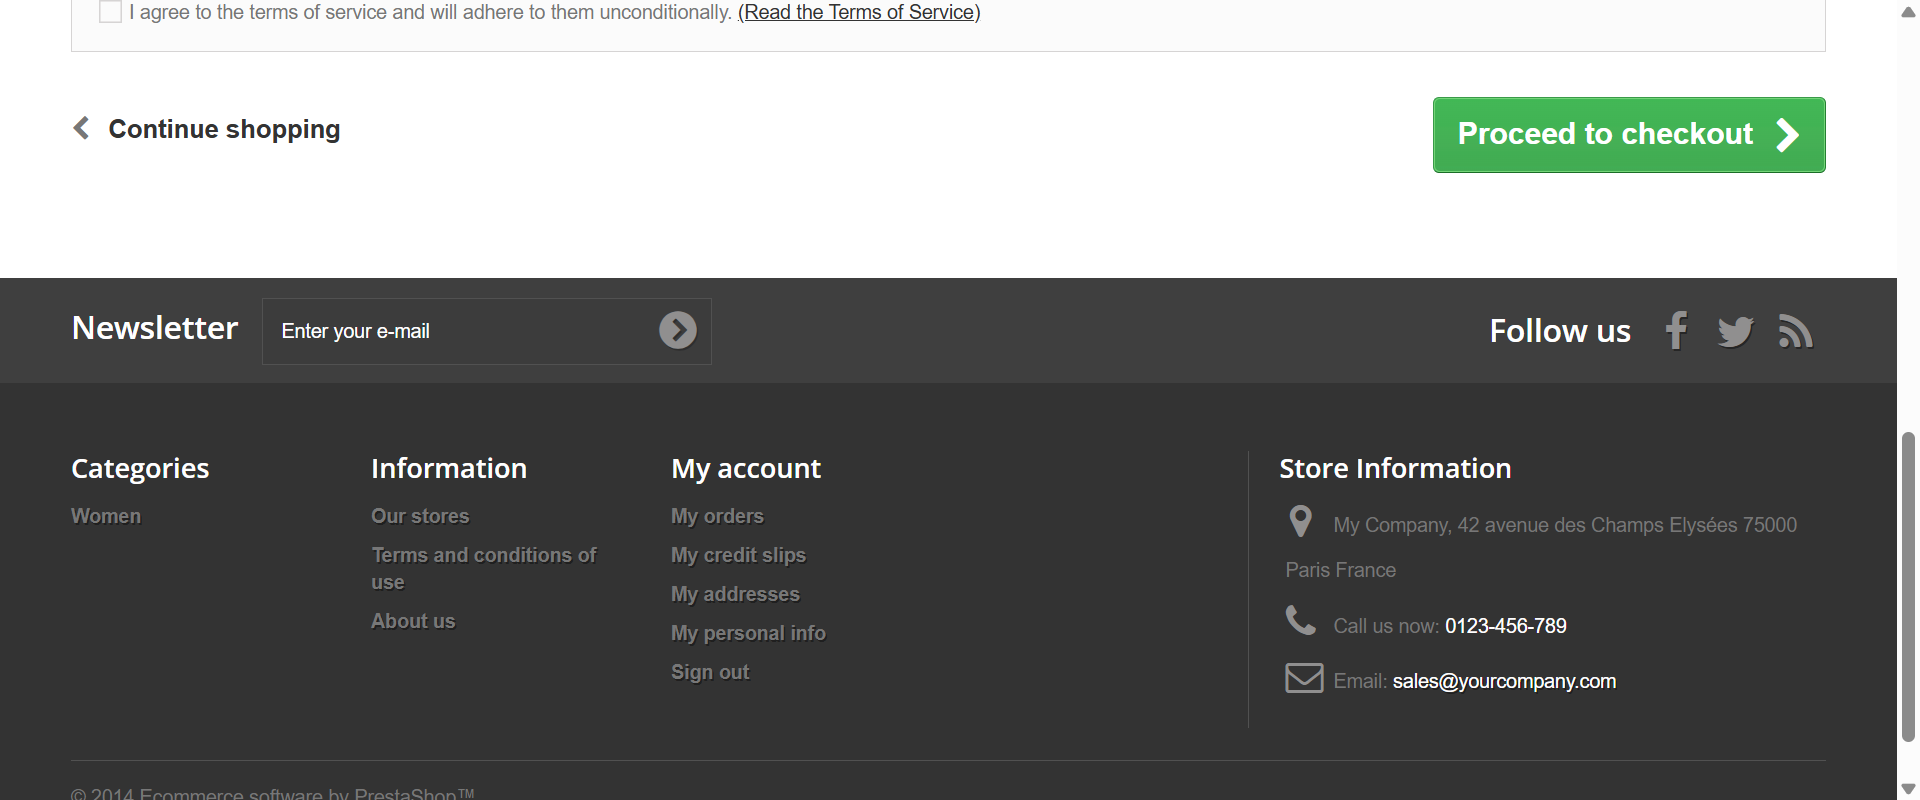 I agree to the terms of service and will adhere to them unconditionally. (Read the Terms of Service)
Continue shopping
Proceed to checkout
Newsletter
Enter your e-mail
Follow us
Categories
Women
Information
Our stores
Terms and conditions of
use
About us
My account
My orders
My credit slips
My addresses
My personal info
Sign out
Store Information
My Company, 42 avenue des Champs Elysées 75000
Paris France
Call us now: 0123-456-789
Email: sales@yourcompany.com
© 2014 Ecommerce software by PrestaShop™